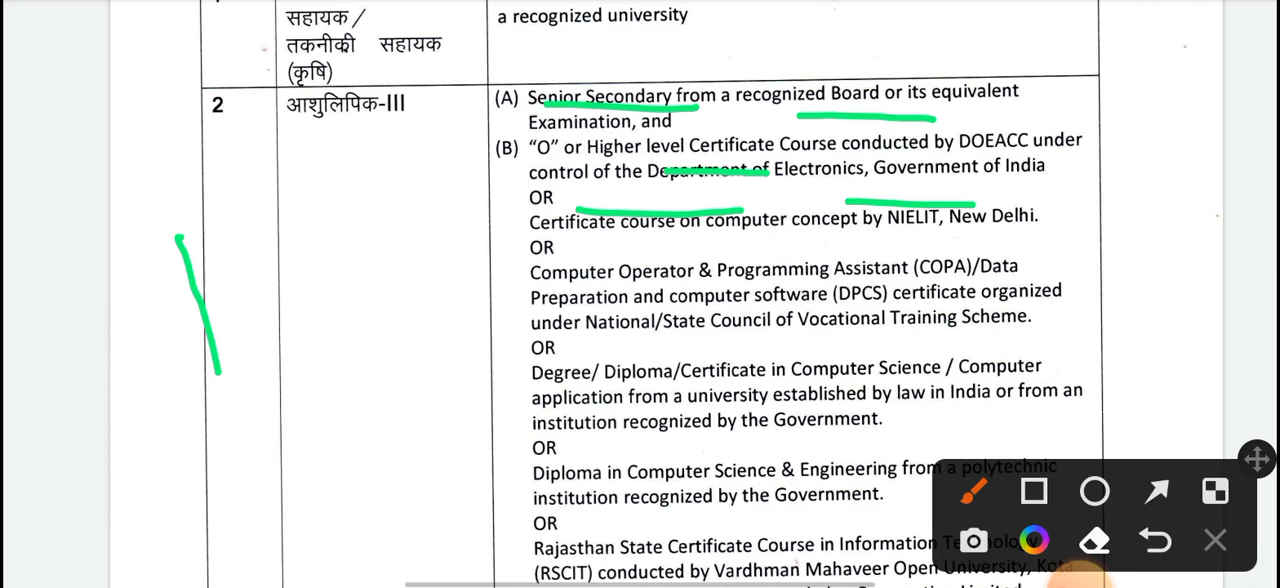 सहायक /
तकनीकी सहायक
(कृषि)
a recognized university
2
आशुलिपिक-III
(A) Senior Secondary from a recognized Board or its equivalent
Examination, and
(B) “O” or Higher level Certificate Course conducted by DOEACC under
control of the Department of Electronics, Government of India
OR
Certificate course on computer concept by NIELIT, New Delhi.
OR
Computer Operator & Programming Assistant (COPA)/Data
Preparation and computer software (DPCS) certificate organized
under National/State Council of Vocational Training Scheme.
OR
Degree/ Diploma/Certificate in Computer Science / Computer
application from a university established by law in India or from an
institution recognized by the Government.
OR
Diploma in Computer Science & Engineering from a polytechnic
institution recognized by the Government.
OR
Rajasthan State Certificate Course in Information Technology
(RSCIT) conducted by Vardhman Mahaveer Open University, Kota